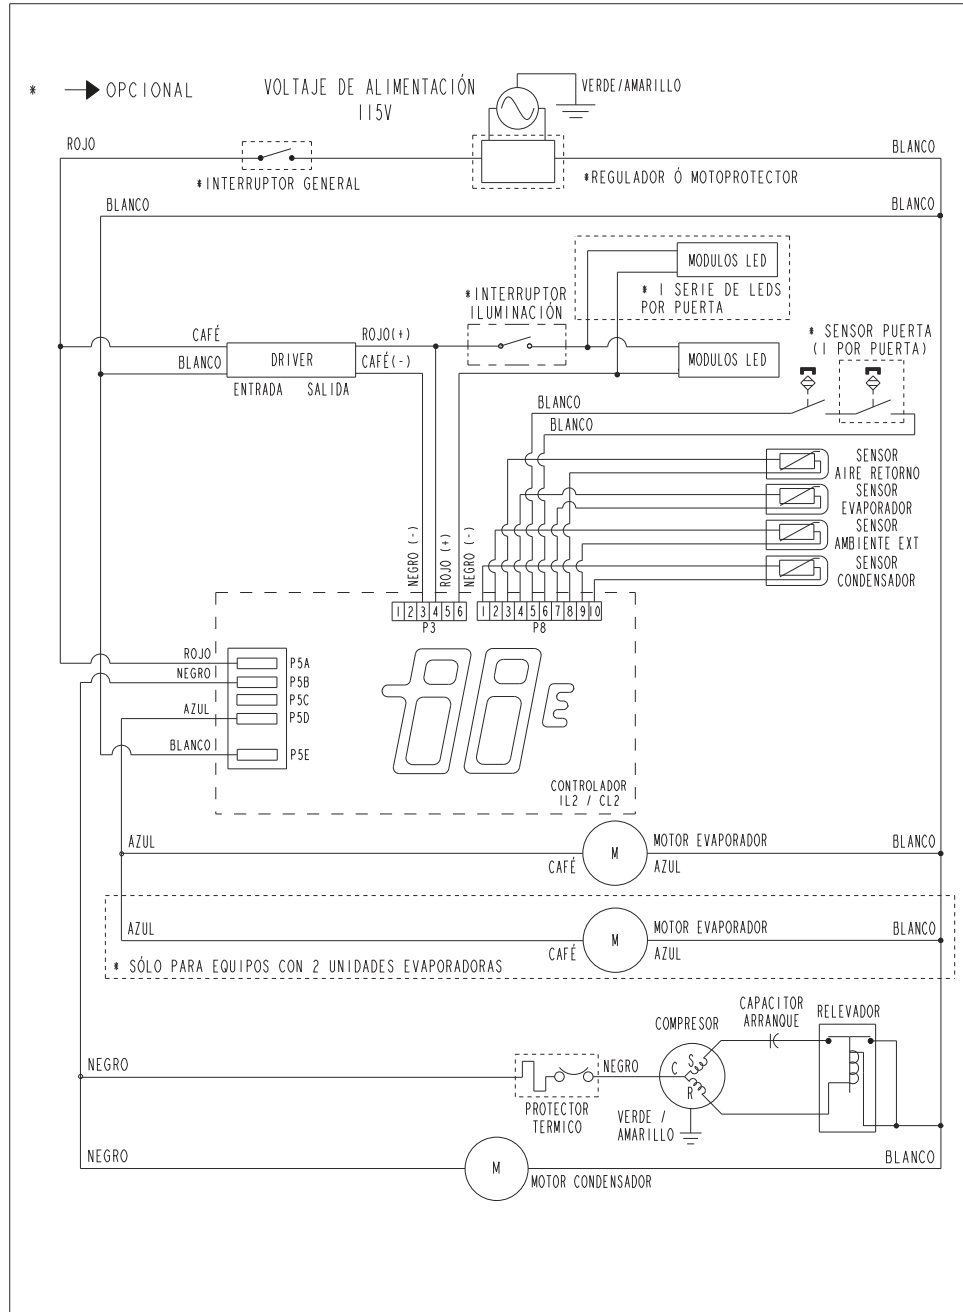 * OPCIONAL
VOLTAJE DE ALIMENTACIÓN
115V
VERDE/AMARILLO
ROJO
BLANCO
*INTERRUPTOR GENERAL
*REGULADOR Ó MOTOPROTECTOR
BLANCO
BLANCO
MODULOS LED
* 1 SERIE DE LEDS
POR PUERTA
*INTERRUPTOR
ILUMINACIÓN
* SENSOR PUERTA
(1 POR PUERTA)
CAFÉ
ROJO(+)
BLANCO
DRIVER
CAFÉ(-)
MODULOS LED
ENTRADA SALIDA
BLANCO
BLANCO
SENSOR
AIRE RETORNO
SENSOR
EVAPORADOR
SENSOR
AMBIENTE EXT
SENSOR
CONDENSADOR
NEGRO (-)
ROJO (+)
NEGRO (-)
1 2 3 4 5 6
P3
1 2 3 4 5 6 7 8 9 10
P8
ROJO
P5A
NEGRO
P5B
P5C
AZUL
P5D
BLANCO
P5E
E
CONTROLADOR
IL2 / CL2
AZUL
CAFÉ
M
MOTOR EVAPORADOR
AZUL
BLANCO
AZUL
CAFÉ
M
MOTOR EVAPORADOR
AZUL
BLANCO
* SÓLO PARA EQUIPOS CON 2 UNIDADES EVAPORADORAS
CAPACITOR
ARRANQUE
RELEVADOR
COMPRESOR
NEGRO
NEGRO
C
S
R
PROTECTOR
TERMICO
VERDE /
AMARILLO
NEGRO
M
MOTOR CONDENSADOR
BLANCO